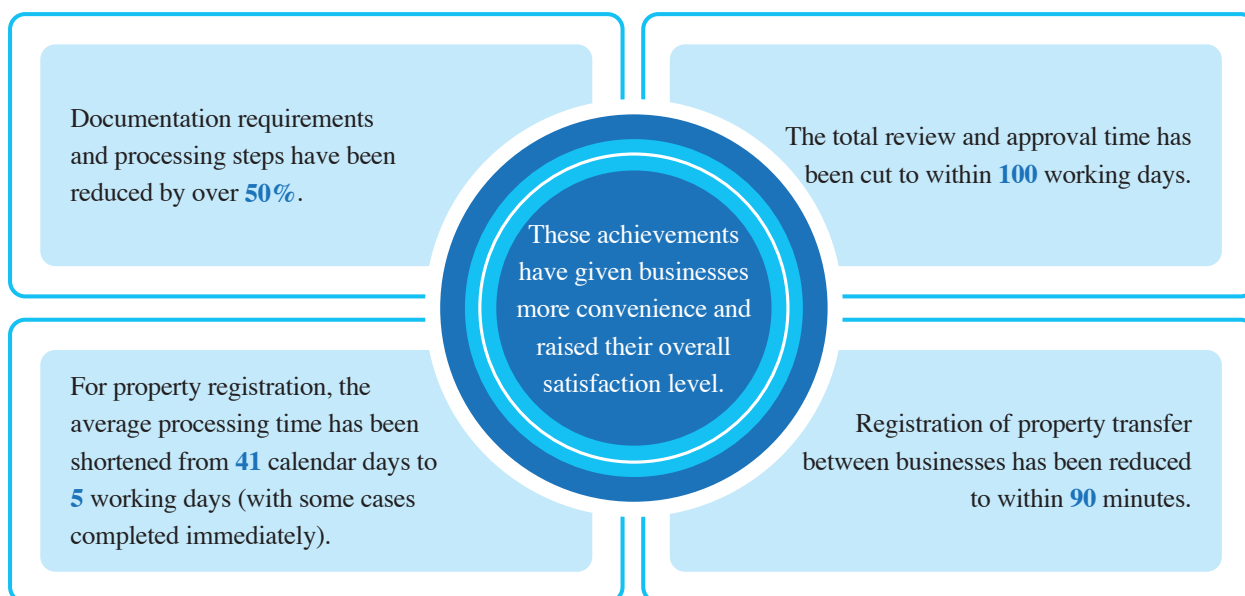 Documentation requirements
and processing steps have been
reduced by over 50%.
The total review and approval time has
been cut to within 100 working days.
These achievements
have given businesses
more convenience and
raised their overall
satisfaction level.
For property registration, the
average processing time has been
shortened from 41 calendar days to
5 working days (with some cases
completed immediately).
Registration of property transfer
between businesses has been reduced
to within 90 minutes.